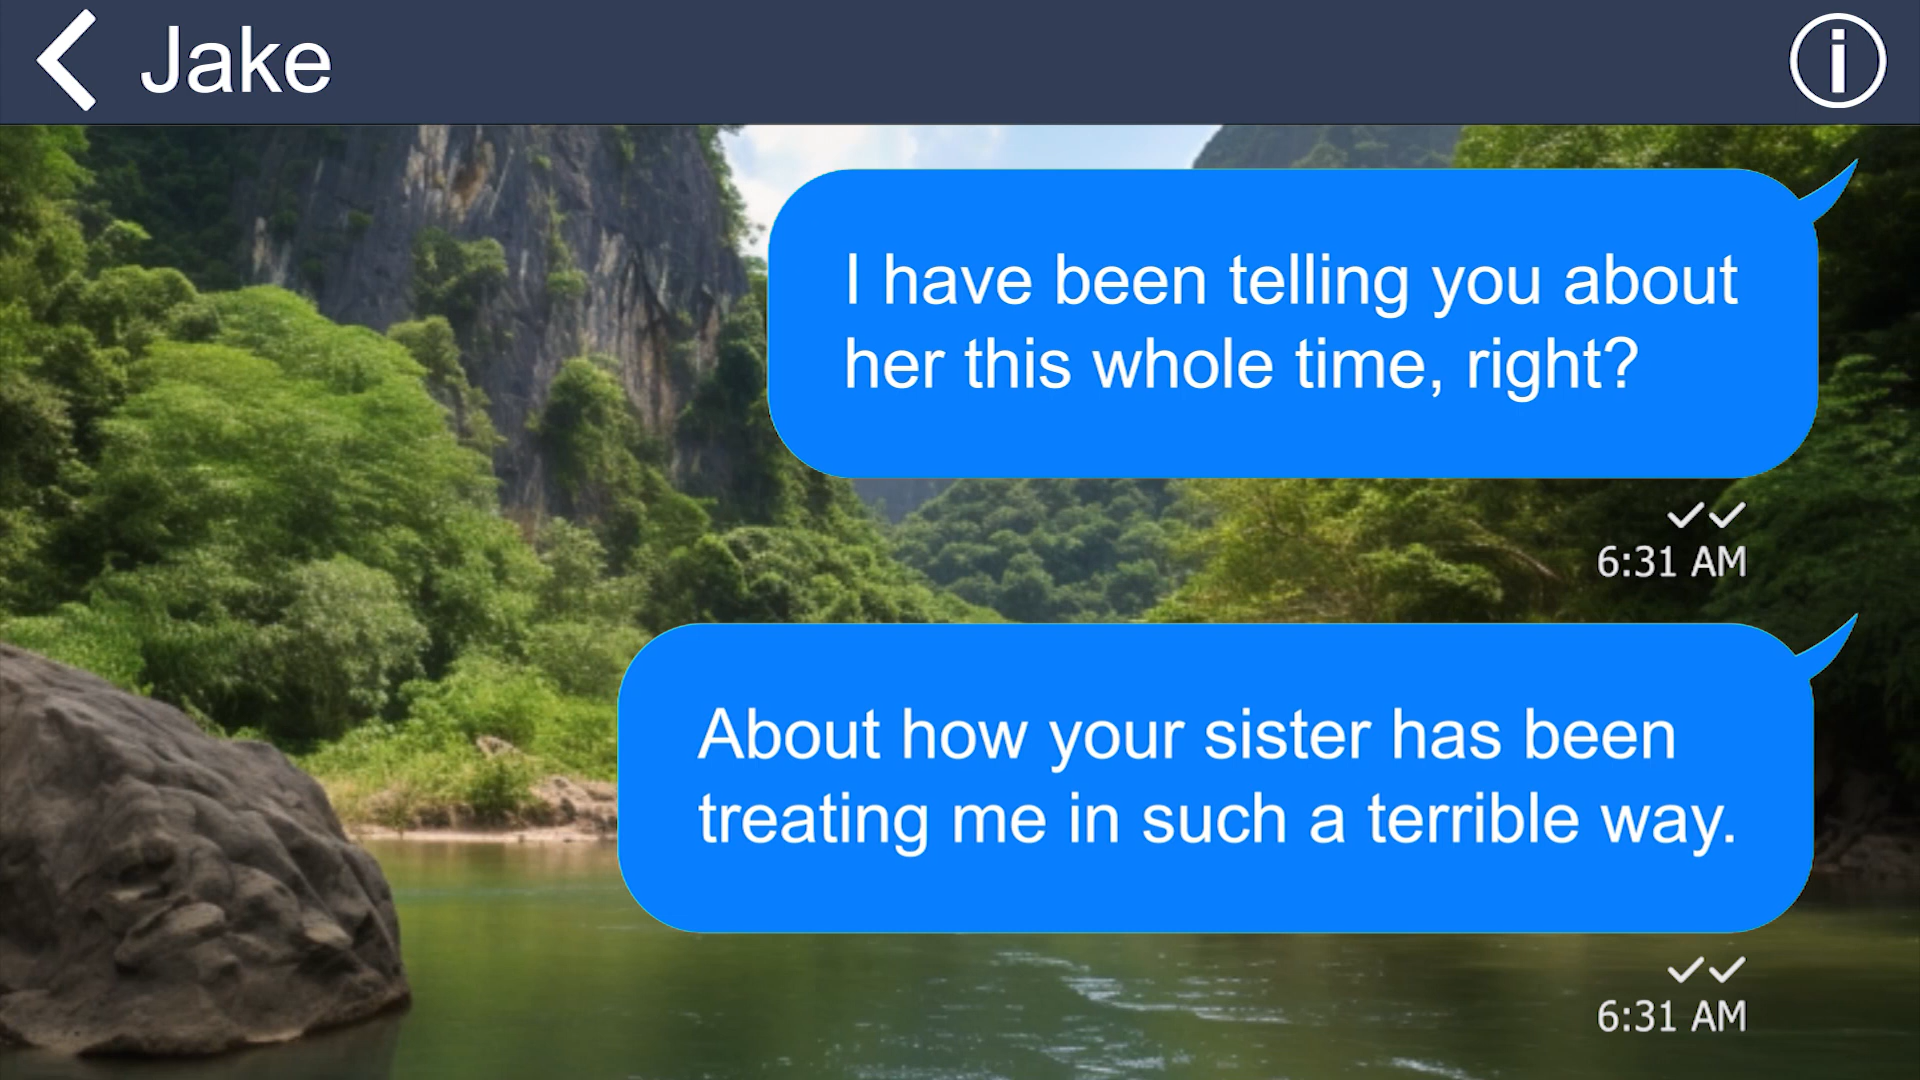 Jake
I have been telling you about
her this whole time, right?
6:31 AM
About how your sister has been
treating me in such a terrible way.
6:31 AM